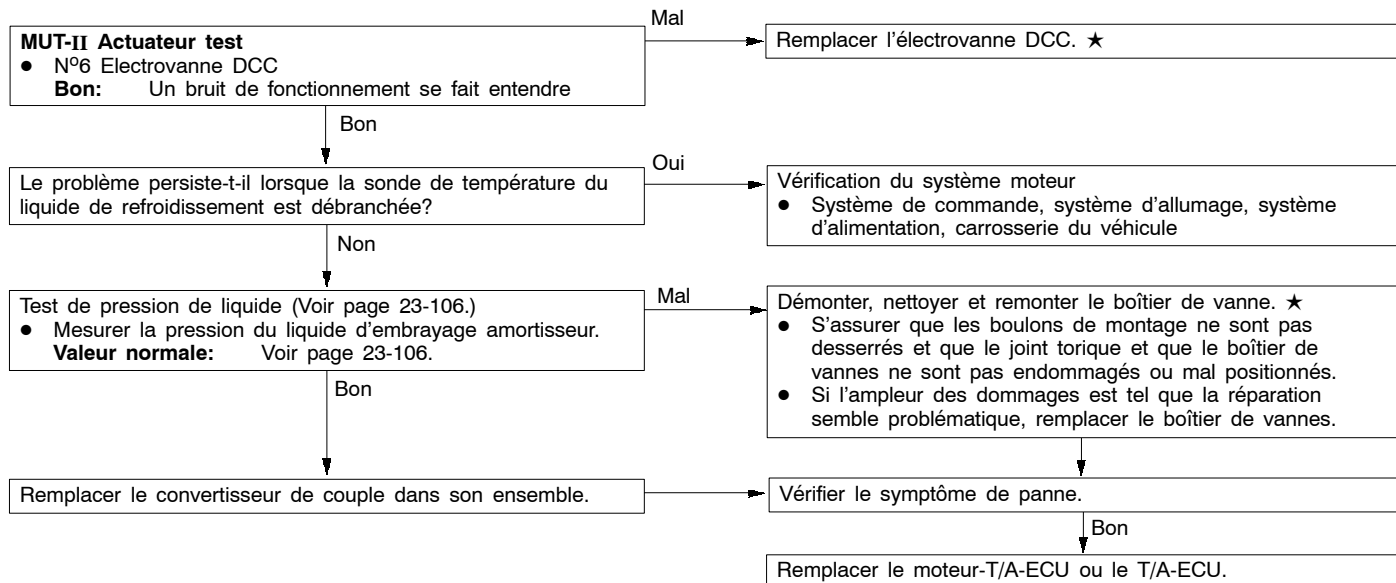 MUT-II Actuateur test
● Nº6 Electrovanne DCC
Bon: Un bruit de fonctionnement se fait entendre
Mal
Remplacer l'électrovanne DCC. ★
Bon
Le problème persiste-t-il lorsque la sonde de température du
liquide de refroidissement est débranchée?
Oui
Vérification du système moteur
● Système de commande, système d'allumage, système
d'alimentation, carrosserie du véhicule
Non
Test de pression de liquide (Voir page 23-106.)
● Mesurer la pression du liquide d'embrayage amortisseur.
Valeur normale: Voir page 23-106.
Mal
Démonter, nettoyer et remonter le boîtier de vanne. ★
● S'assurer que les boulons de montage ne sont pas
desserrés et que le joint torique et que le boîtier de
vannes ne sont pas endommagés ou mal positionnés.
● Si l'ampleur des dommages est tel que la réparation
semble problématique, remplacer le boîtier de vannes.
Bon
Remplacer le convertisseur de couple dans son ensemble.
Vérifier le symptôme de panne.
Bon
Remplacer le moteur-T/A-ECU ou le T/A-ECU.